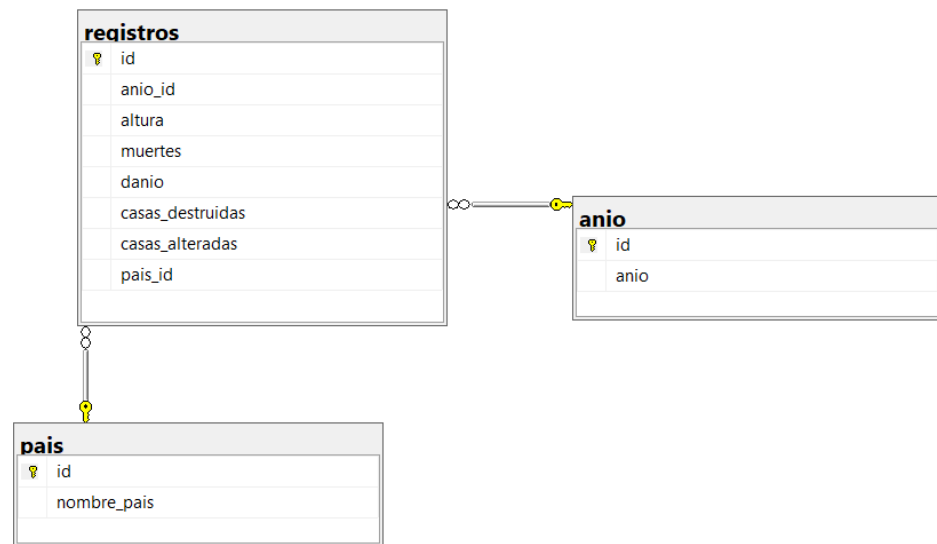 registros
id
anio_id
altura
muertes
danio
casas_destruidas
casas_alteradas
pais_id
anio
id
anio
pais
id
nombre_pais